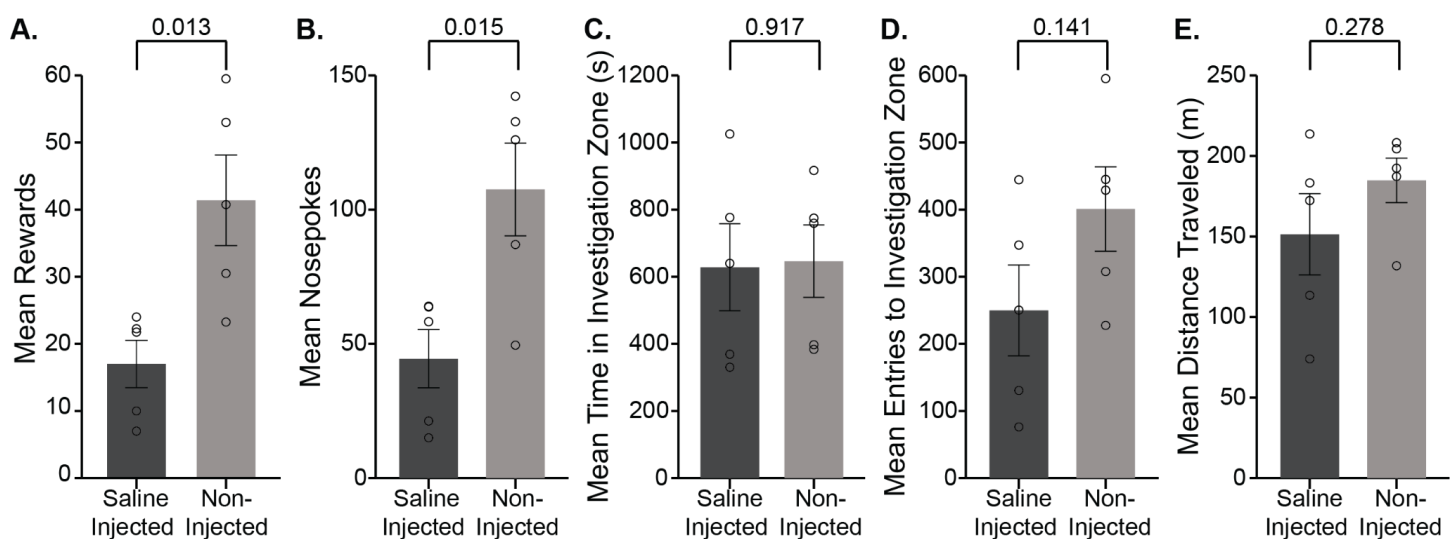 A.
0.013
Mean Rewards
60
50
40
30
20
10
0
Saline Injected
Non-Injected
B.
0.015
Mean Nosepokes
150
100
50
0
Saline Injected
Non-Injected
C.
0.917
Mean Time in Investigation Zone (s)
1200
1000
800
600
400
200
0
Saline Injected
Non-Injected
D.
0.141
Mean Entries to Investigation Zone
600
500
400
300
200
100
0
Saline Injected
Non-Injected
E.
0.278
Mean Distance Traveled (m)
250
200
150
100
50
0
Saline Injected
Non-Injected